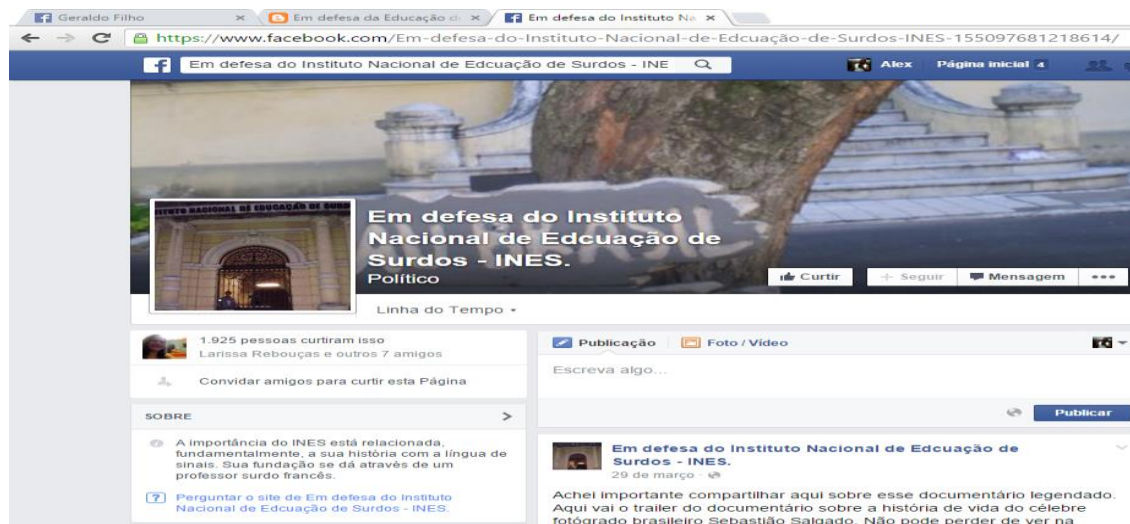 Geraldo Filho
Em defesa da Educação d
Em defesa do Instituto Na
https://www.facebook.com/Em-defesa-do-Instituto-Nacional-de-Edcuação-de-Surdos-INES-155097681218614/
Em defesa do Instituto Nacional de Edcuação de Surdos - INE
Alex
Página inicial 4
BRASIL
INSTITUTO NACIONAL DE EDUCAÇÃO DE SURD
Em defesa do Instituto
Nacional de Edcuação de
Surdos - INES.
Político
Curtir
+ Seguir
Mensagem
Linha do Tempo
1.925 pessoas curtiram isso
Larissa Rebouças e outros 7 amigos
Convidar amigos para curtir esta Página
SOBRE
A importância do INES está relacionada,
fundamentalmente, a sua história com a língua de
sinais. Sua fundação se dá através de um
professor surdo francês.
Perguntar o site de Em defesa do Instituto
Nacional de Edcuação de Surdos - INES.
Publicação
Foto / Vídeo
Escreva algo...
Publicar
Em defesa do Instituto Nacional de Edcuação de
Surdos - INES.
29 de março
Achei importante compartilhar aqui sobre esse documentário legendado.
Aqui vai o trailer do documentário sobre a história de vida do célebre
fotógrado brasileiro Sebastião Salgado. Não pode perder de ver na